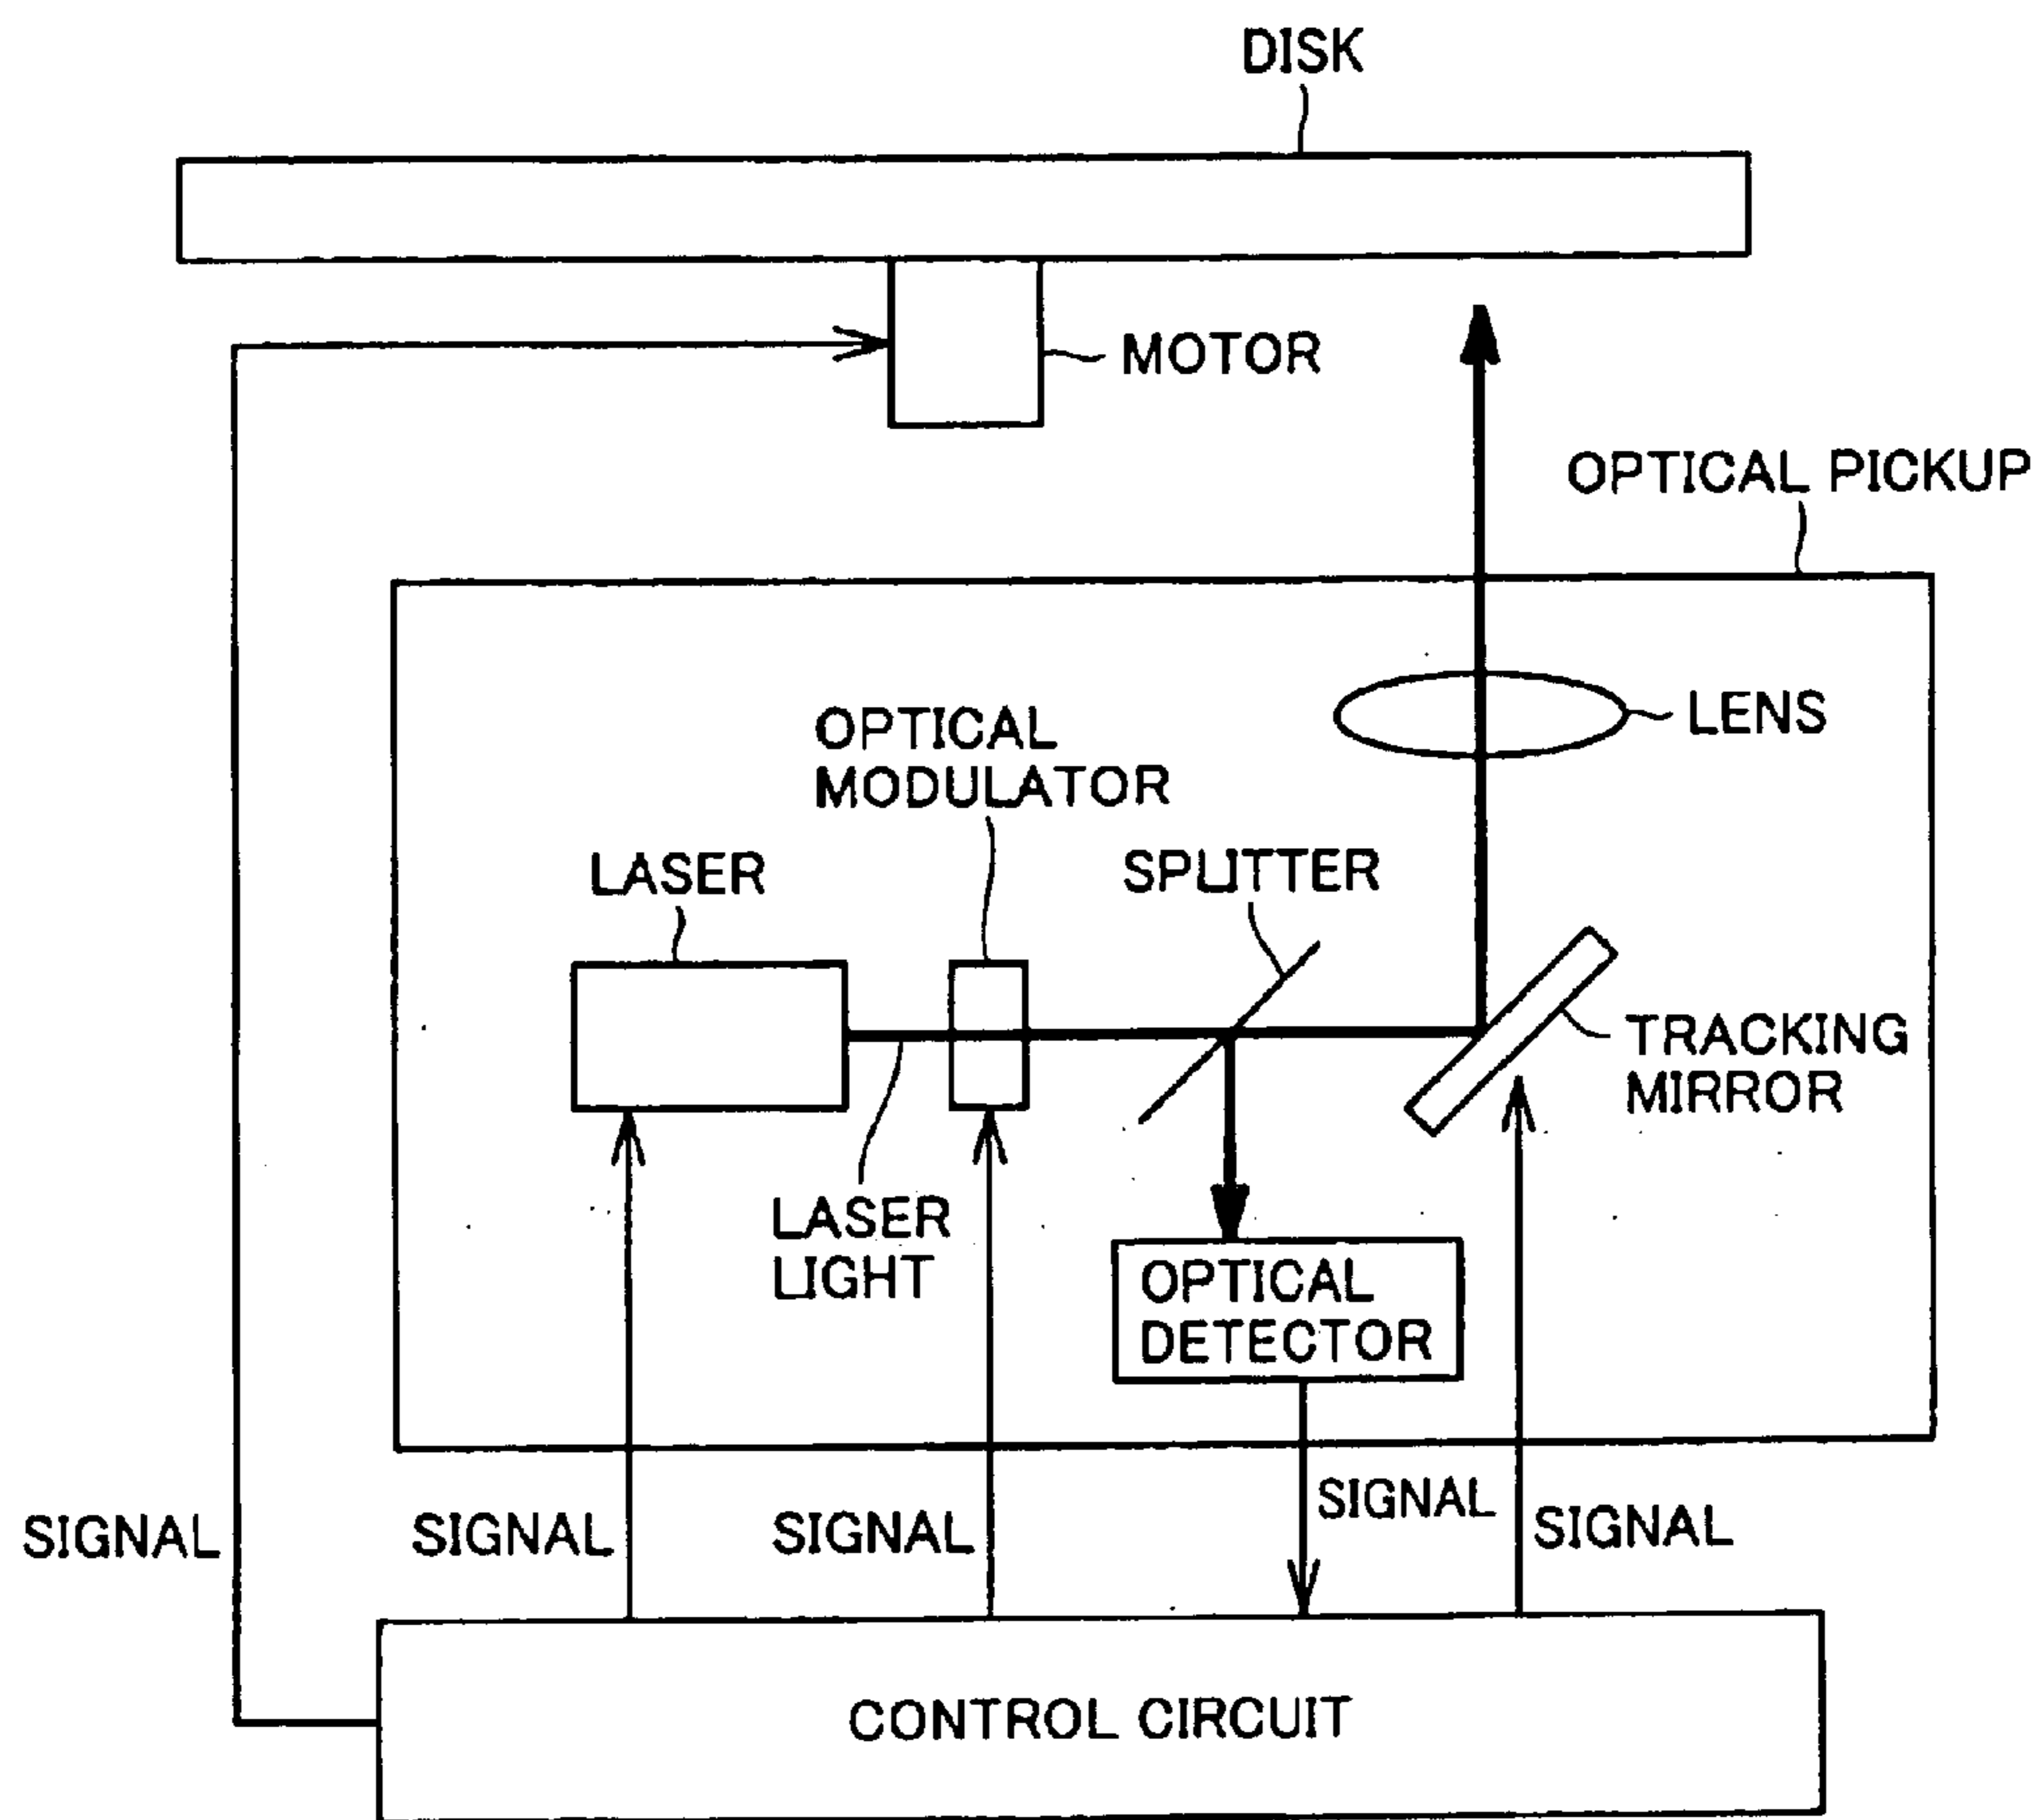 DISK
MOTOR
OPTICAL PICKUP
LENS
OPTICAL
MODULATOR
LASER
SPLITTER
TRACKING
MIRROR
LASER
LIGHT
OPTICAL
DETECTOR
SIGNAL
SIGNAL
SIGNAL
SIGNAL
SIGNAL
CONTROL CIRCUIT